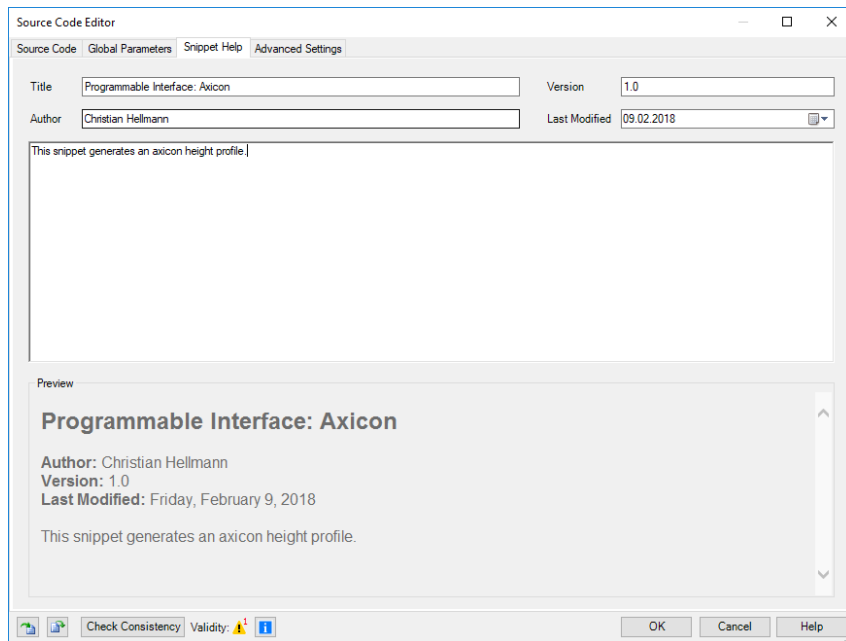 Source Code Editor
Source Code Global Parameters Snippet Help Advanced Settings
Title Programmable Interface: Axicon Version 1.0
Author Christian Hellmann Last Modified 09.02.2018
This snippet generates an axicon height profile.
Preview
Programmable Interface: Axicon
Author: Christian Hellmann
Version: 1.0
Last Modified: Friday, February 9, 2018
This snippet generates an axicon height profile.
Check Consistency Validity: 1 OK Cancel Help